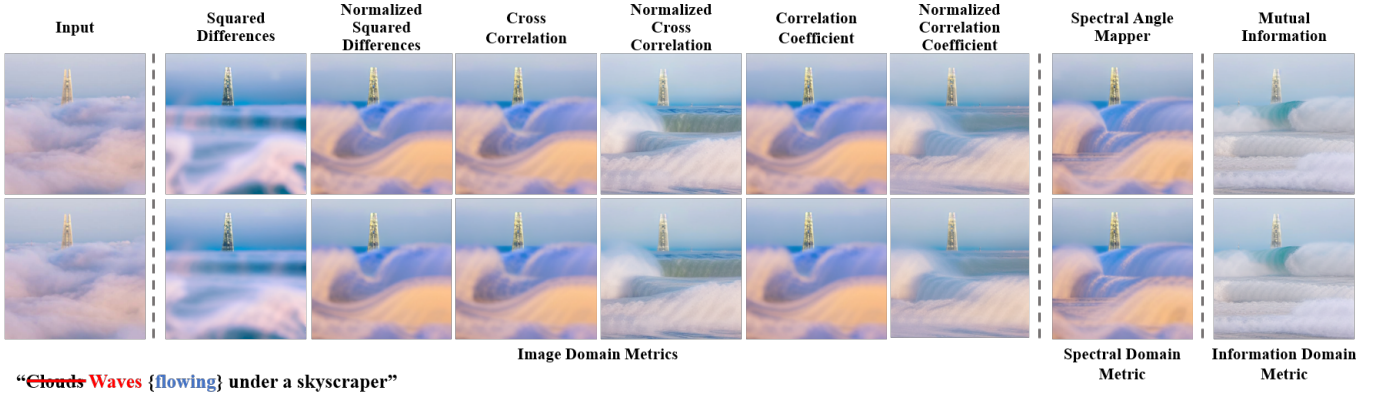 Input
Squared
Differences
Normalized
Squared
Differences
Cross
Correlation
Normalized
Cross
Correlation
Correlation
Coefficient
Normalized
Correlation
Coefficient
Spectral Angle
Mapper
Mutual
Information
Image Domain Metrics
Spectral Domain
Metric
Information Domain
Metric
“Clouds Waves {flowing} under a skyscraper”